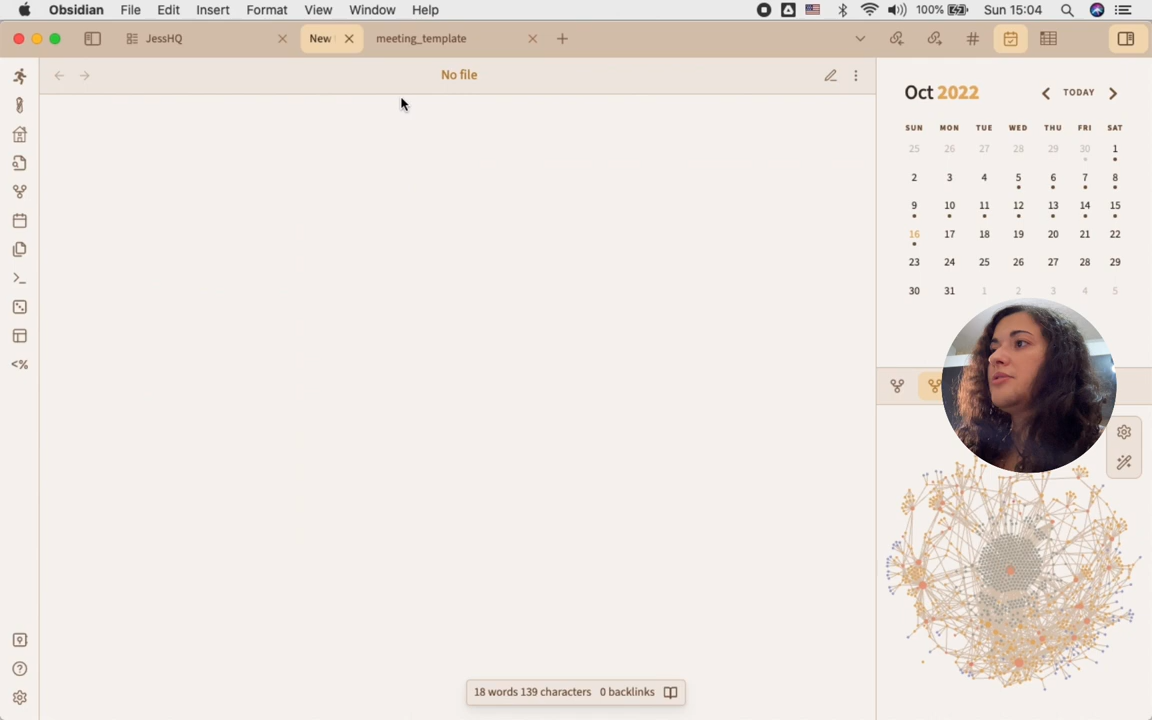 Obsidian File Edit Insert Format View Window Help 100% Sun 15:04
JessHQ New meeting_template
No file
Oct 2022 TODAY
SUN MON TUE WED THU FRI SAT
25 26 27 28 29 30 1
2 3 4 5 6 7 8
9 10 11 12 13 14 15
16 17 18 19 20 21 22
23 24 25 26 27 28 29
30 31 1 2 3 4 5
<%
18 words 139 characters 0 backlinks